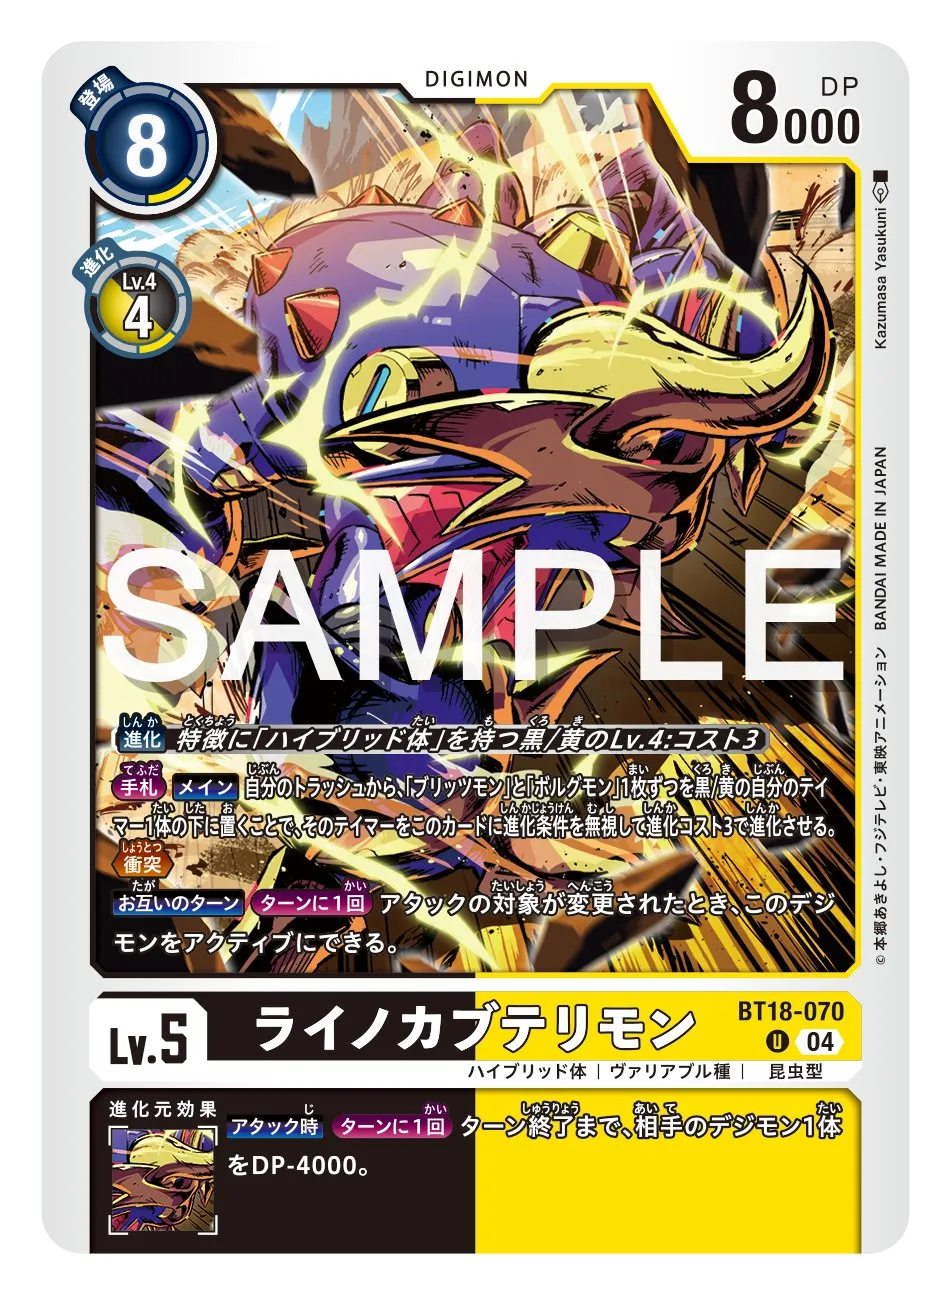 DIGIMON
登場
8
DP
8000
進化
Lv.4
4
Kazumasa Yasukuni
BANDAI MADE IN JAPAN
©本郷あきよし・フジテレビ・東映アニメーション
SAMPLE
進化 特徴に「ハイブリッド体」を持つ黒/黄のLv.4:コスト3
手札 メイン 自分のトラッシュから、「ブリッツモン」と「ボルグモン」1枚ずつを黒/黄の自分のテイ
マー1体の下に置くことで、そのテイマーをこのカードに進化条件を無視して進化コスト3で進化させる。
衝突
お互いのターン ターンに1回 アタックの対象が変更されたとき、このデジ
モンをアクティブにできる。
Lv.5
ライノカブテリモン
BT18-070
U 04
ハイブリッド体 | ヴァリアブル種 | 昆虫型
進化元効果
アタック時 ターンに1回 ターン終了まで、相手のデジモン1体
をDP-4000。